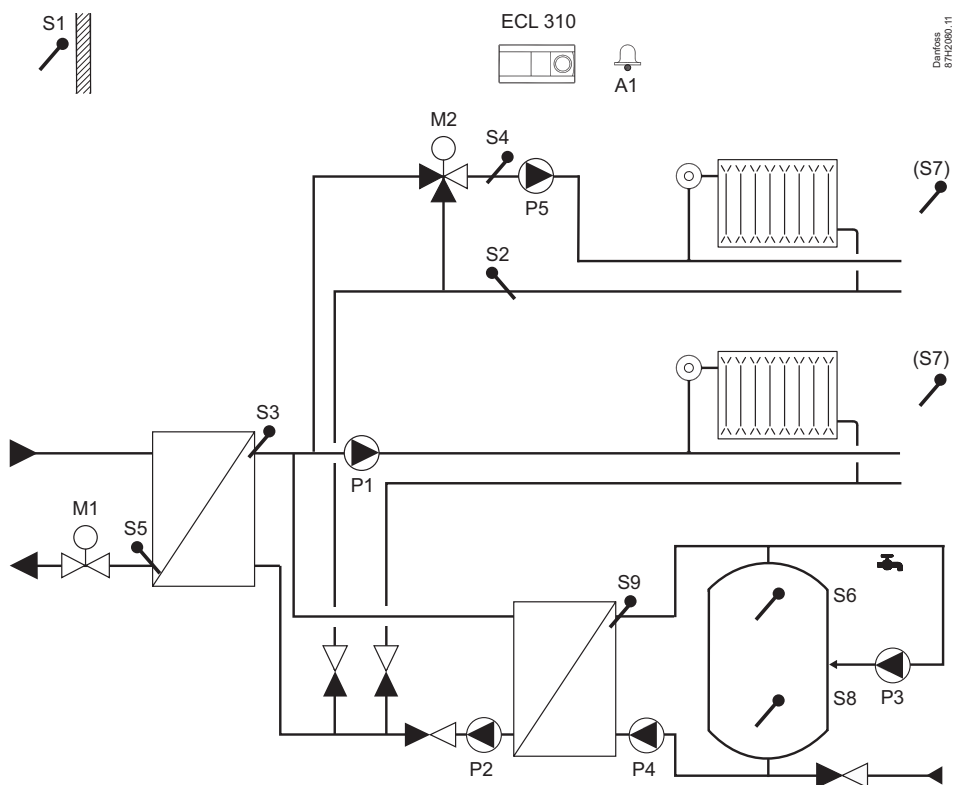 S1
ECL 310
A1
Danfoss
87H2080.11
M2
S4
P5
(S7)
S2
(S7)
S3
P1
M1
S5
S9
S6
S8
P3
P2
P4